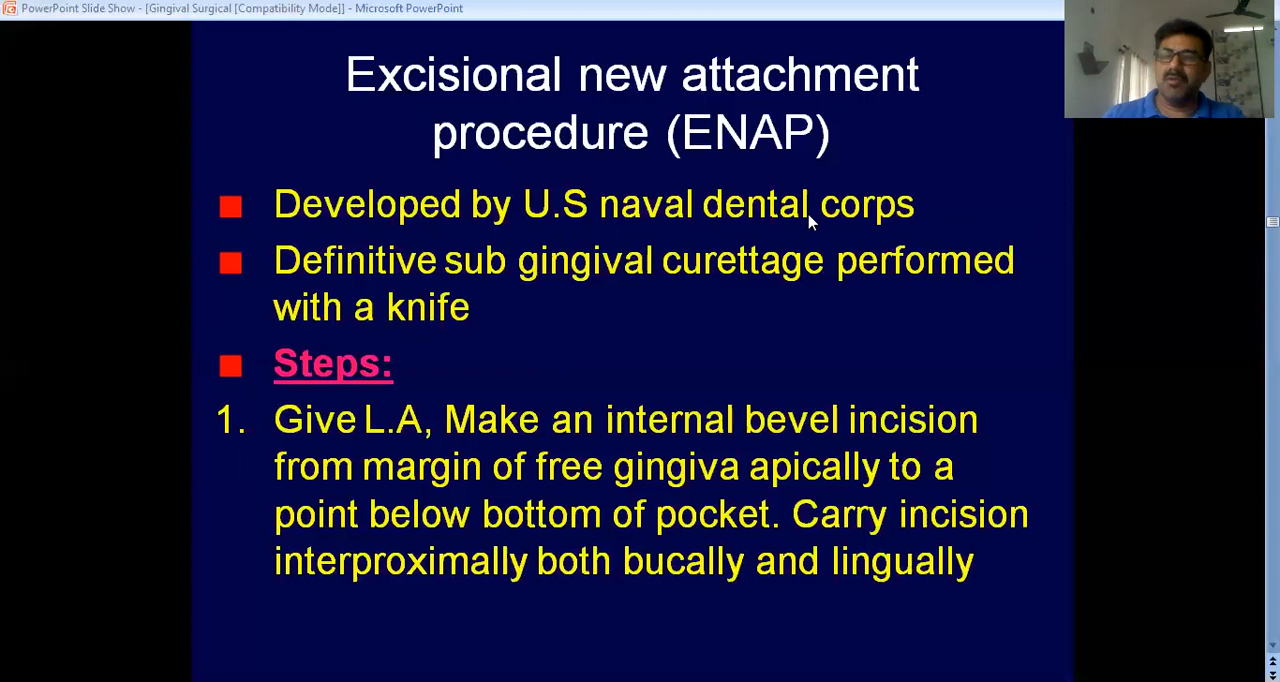 PowerPoint Slide Show - [Gingival Surgical [Compatibility Mode]] - Microsoft PowerPoint
Excisional new attachment
procedure (ENAP)
Developed by U.S naval dental corps
Definitive sub gingival curettage performed
with a knife
Steps:
1. Give L.A, Make an internal bevel incision
from margin of free gingiva apically to a
point below bottom of pocket. Carry incision
interproximally both bucally and lingually